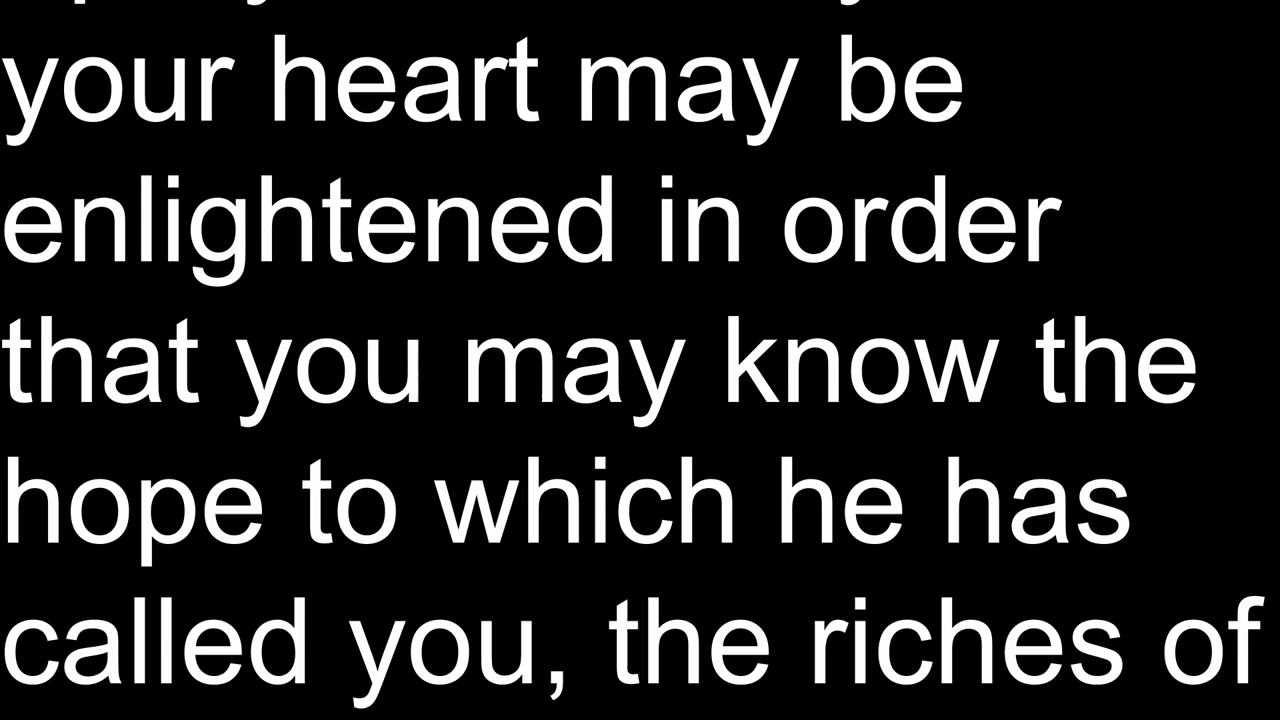 your heart may be
enlightened in order
that you may know the
hope to which he has
called you, the riches of